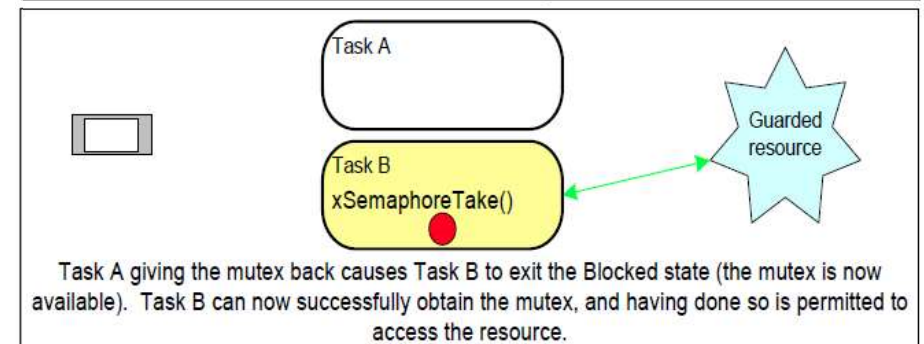 Task A
Guarded
resource
Task B
xSemaphoreTake()
Task A giving the mutex back causes Task B to exit the Blocked state (the mutex is now
available). Task B can now successfully obtain the mutex, and having done so is permitted to
access the resource.